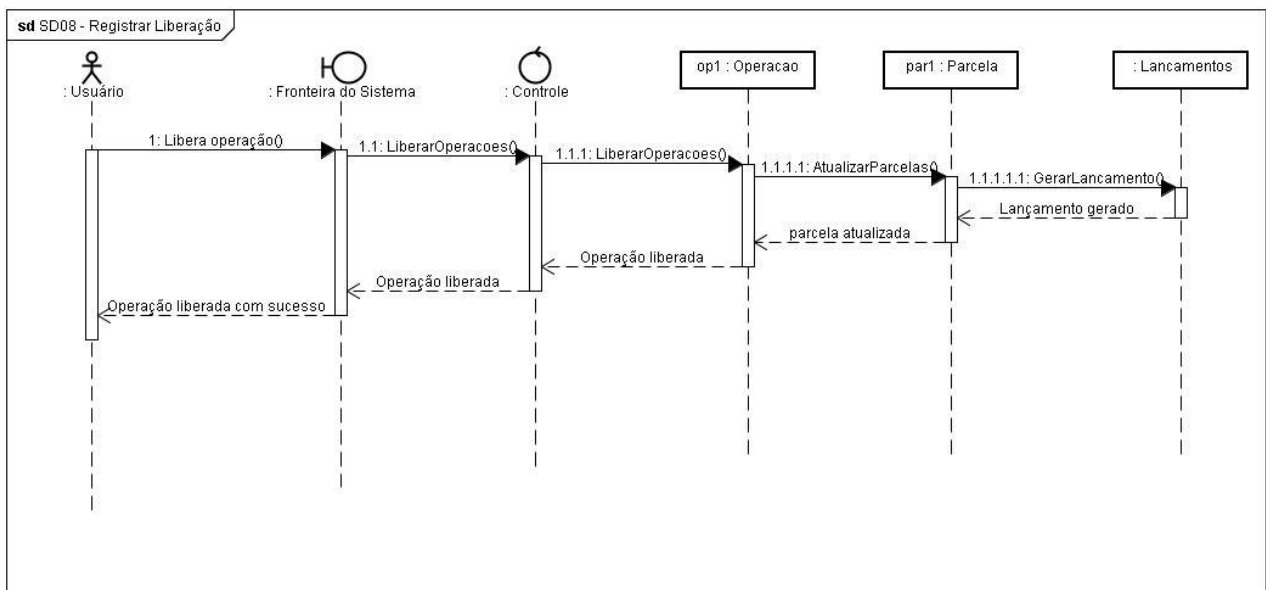 sd SD08 - Registrar Liberação
: Usuário
: Fronteira do Sistema
: Controle
op1 : Operacao
par1 : Parcela
: Lancamentos
1: Libera operação()
1.1: LiberarOperacoes()
1.1.1: LiberarOperacoes()
1.1.1.1: AtualizarParcelas()
1.1.1.1.1: GerarLancamento()
Lançamento gerado
parcela atualizada
Operação liberada
Operação liberada
Operação liberada com sucesso